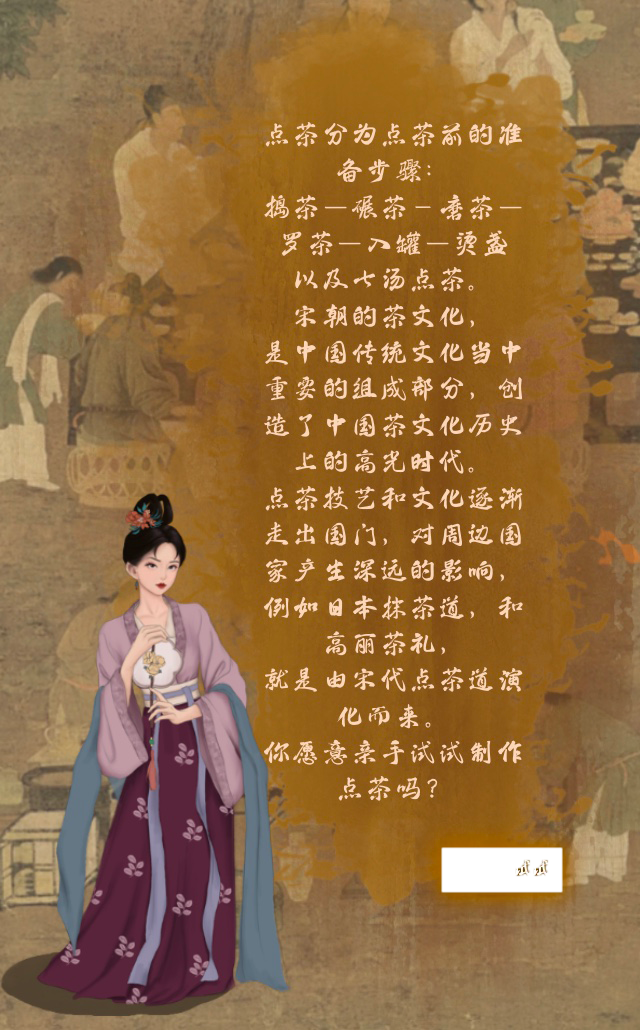 点茶分为点茶前的准
备步骤：
捣茶—碾茶－磨茶—
罗茶—入罐—烫盏
以及七汤点茶。
宋朝的茶文化，
是中国传统文化当中
重要的组成部分，创
造了中国茶文化历史
上的高光时代。
点茶技艺和文化逐渐
走出国门，对周边国
家产生深远的影响，
例如日本抹茶道，和
高丽茶礼，
就是由宋代点茶道演
化而来。
你愿意亲手试试制作
点茶吗？
试试